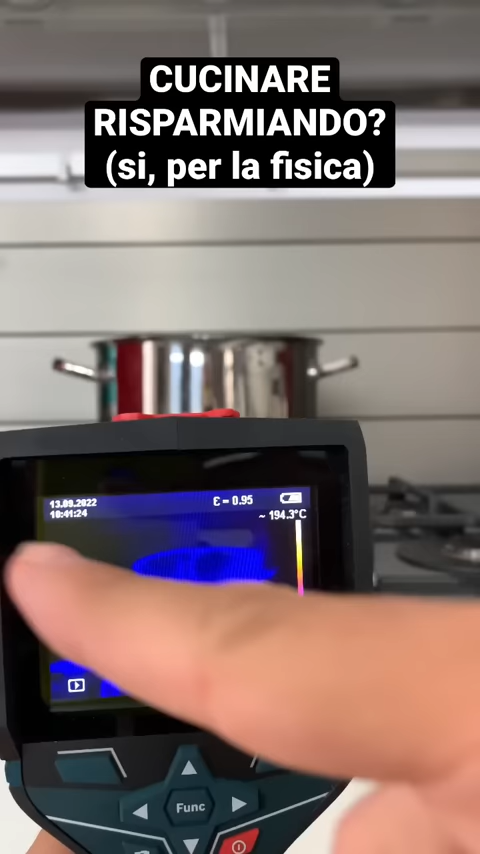 CUCINARE
RISPARMIANDO?
(si, per la fisica)
13.09.2022
18:41:24
ε = 0.95
~ 194.3°C
Func